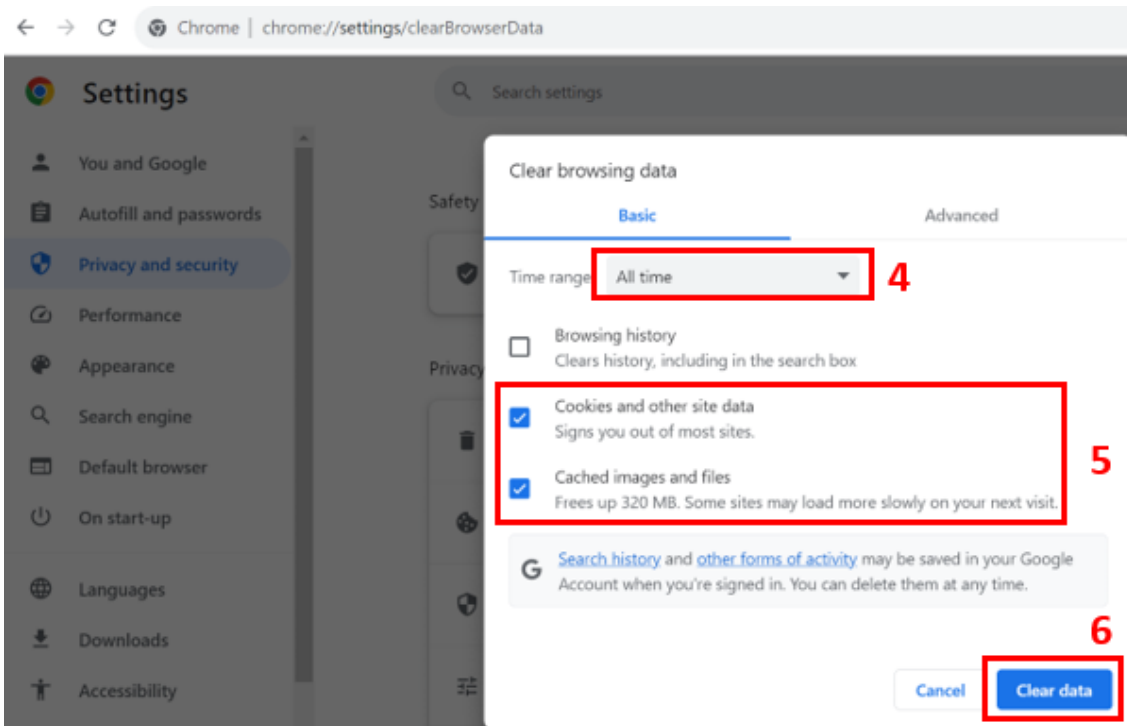 Chrome | chrome://settings/clearBrowserData
Settings
Search settings
You and Google
Autofill and passwords
Privacy and security
Performance
Appearance
Search engine
Default browser
On start-up
Languages
Downloads
Accessibility
Safety
Privacy
Clear browsing data
Basic
Advanced
Time range
All time
4
Browsing history
Clears history, including in the search box
Cookies and other site data
Signs you out of most sites.
Cached images and files
Frees up 320 MB. Some sites may load more slowly on your next visit.
5
G
Search history and other forms of activity may be saved in your Google
Account when you're signed in. You can delete them at any time.
6
Cancel
Clear data